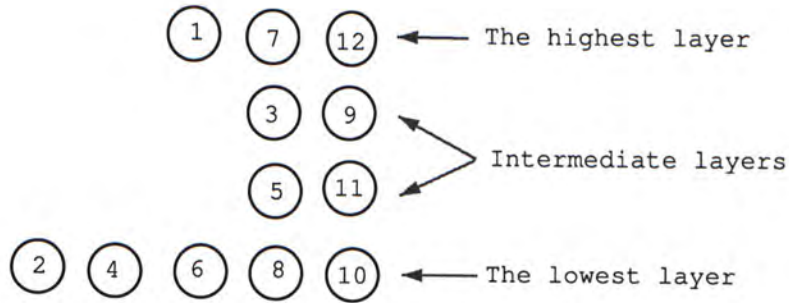 1 7 12 The highest layer
3 9
Intermediate layers
5 11
2 4 6 8 10 The lowest layer